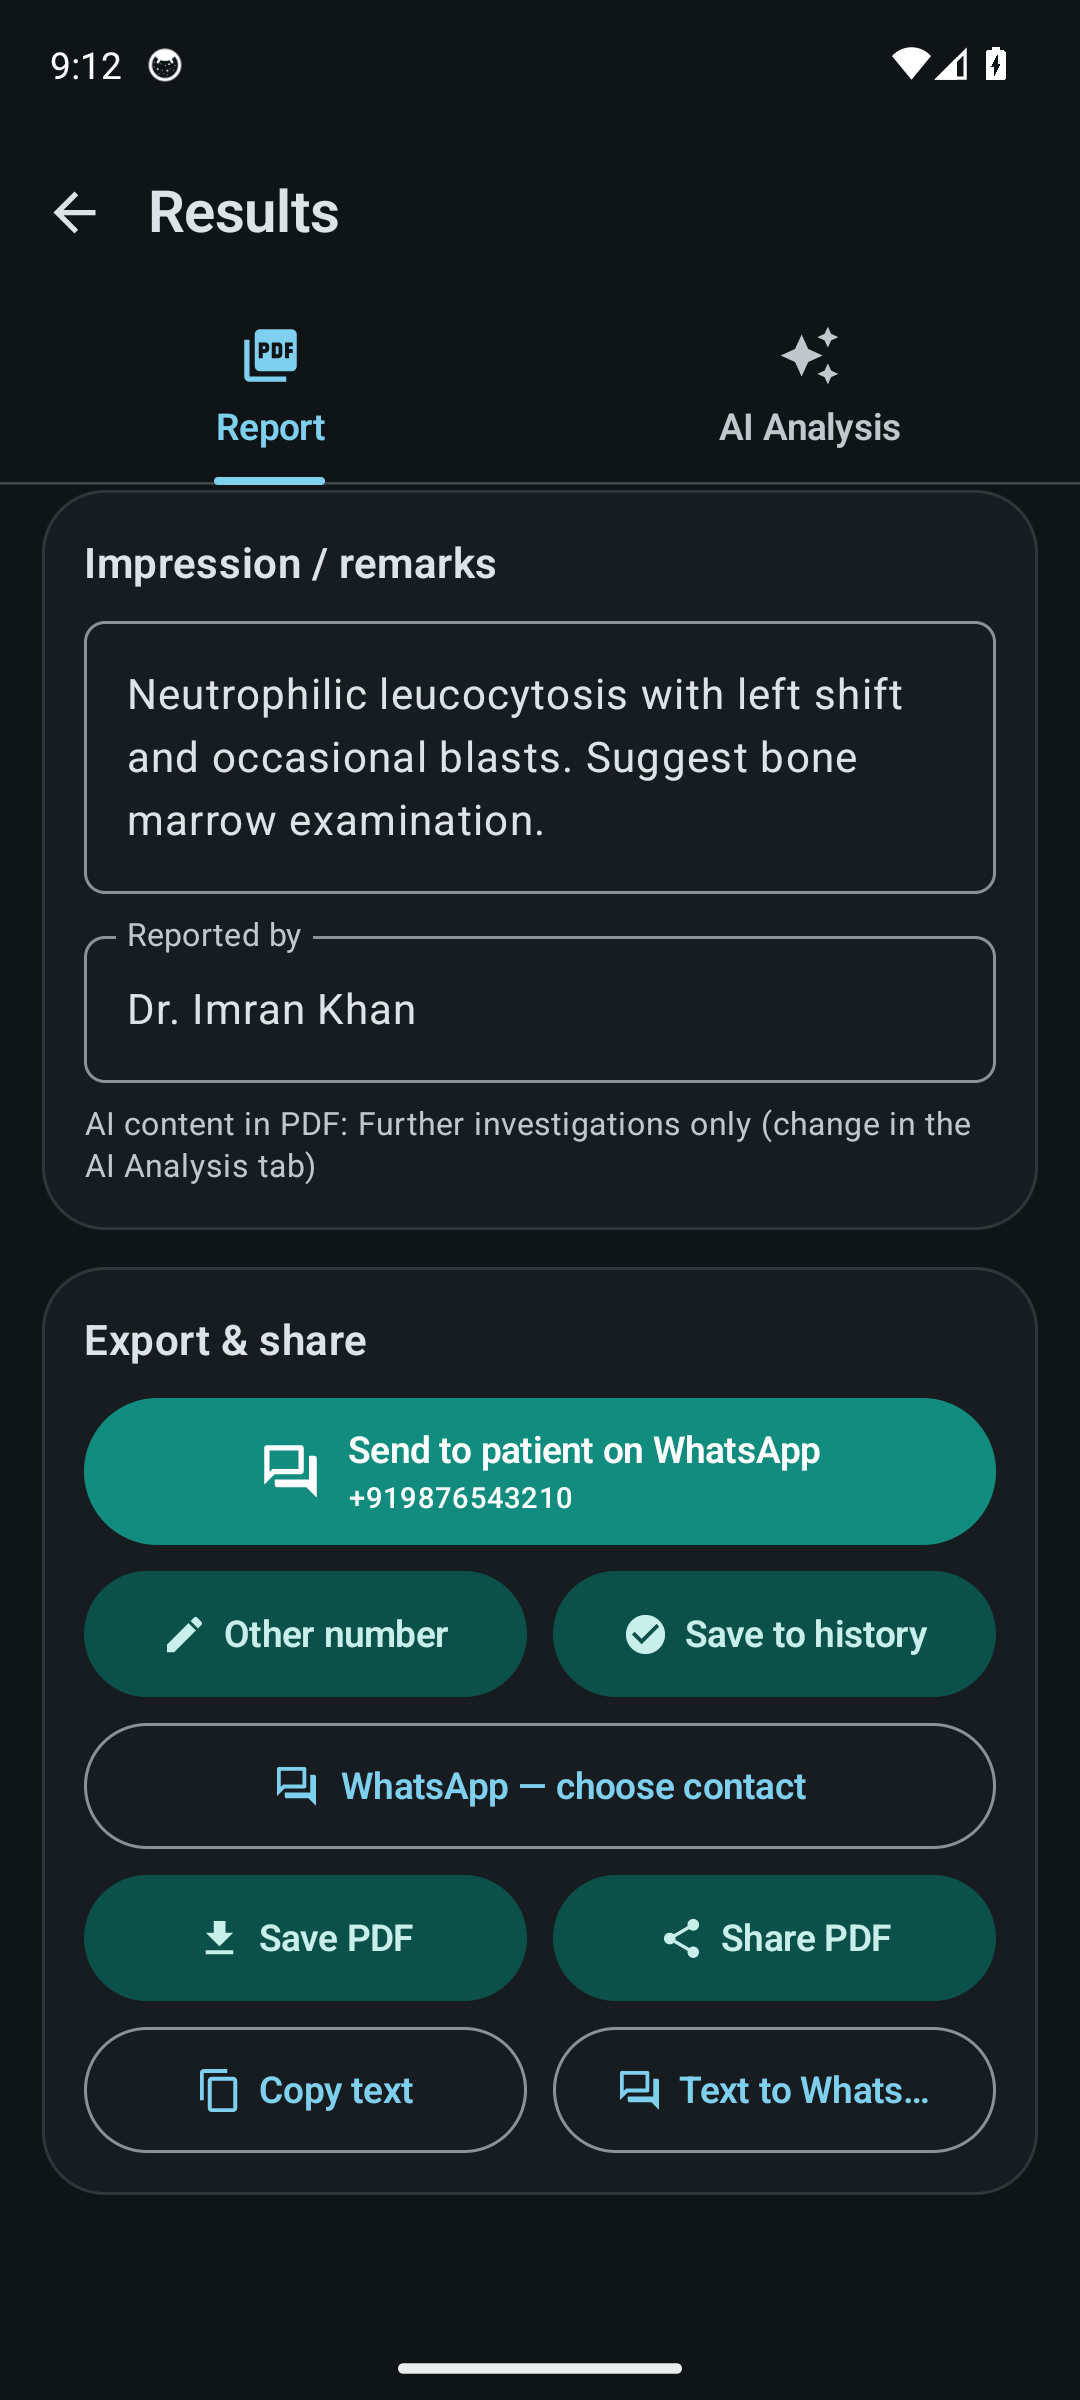 9:12
Results
PDF
Report
AI Analysis
Impression / remarks
Neutrophilic leucocytosis with left shift
and occasional blasts. Suggest bone
marrow examination.
Reported by
Dr. Imran Khan
AI content in PDF: Further investigations only (change in the
AI Analysis tab)
Export & share
Send to patient on WhatsApp
+919876543210
Other number
Save to history
WhatsApp — choose contact
Save PDF
Share PDF
Copy text
Text to Whats...